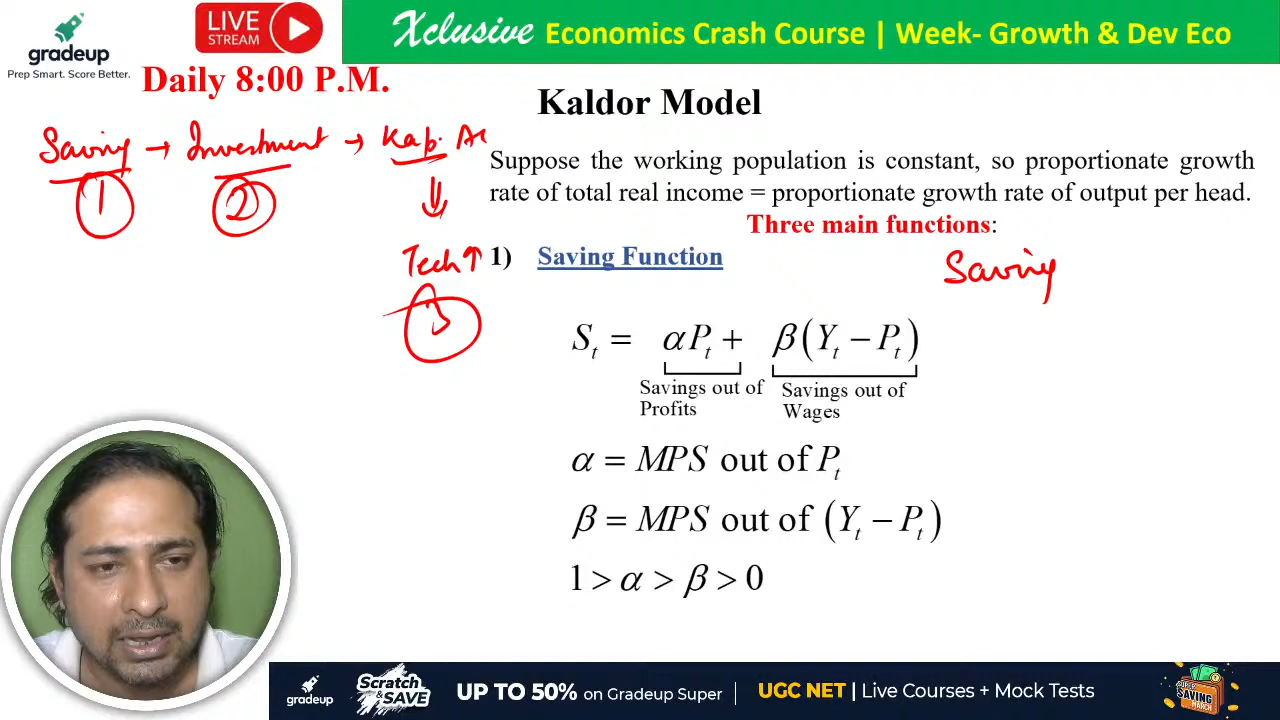 LIVE
STREAM
gradeup
Prep Smart. Score Better.
Xclusive Economics Crash Course | Week- Growth & Dev Eco
Daily 8:00 P.M.
Kaldor Model
Saving → Investment → Kap. Ac
1 2
Suppose the working population is constant, so proportionate growth
rate of total real income = proportionate growth rate of output per head.
Three main functions:
Tech↑
3
1) Saving Function
Saving
S_t = αP_t + β(Y_t − P_t)
Savings out of Profits
Savings out of Wages
α = MPS out of P_t
β = MPS out of (Y_t − P_t)
1 > α > β > 0
gradeup
Scratch & SAVE
UP TO 50% on Gradeup Super | UGC NET | Live Courses + Mock Tests
SUPER
SAVING
MARCH